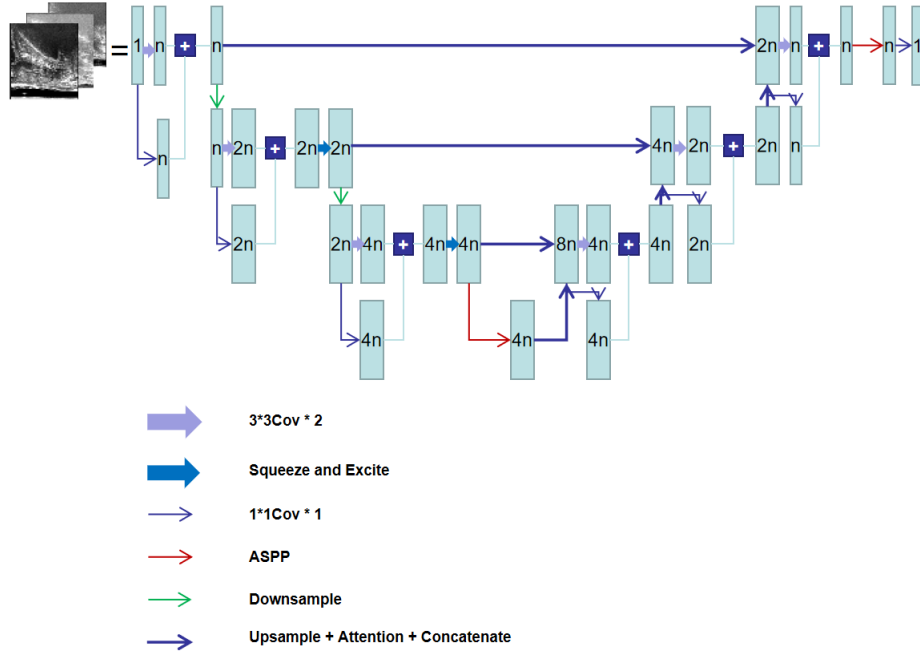 = 1 n + n 2n n + n n 1
n n 2n + 2n 2n 4n 2n + 2n n
2n 2n 4n + 4n 4n 8n 4n + 4n 2n
4n 4n 4n
3*3Cov * 2
Squeeze and Excite
1*1Cov * 1
ASPP
Downsample
Upsample + Attention + Concatenate